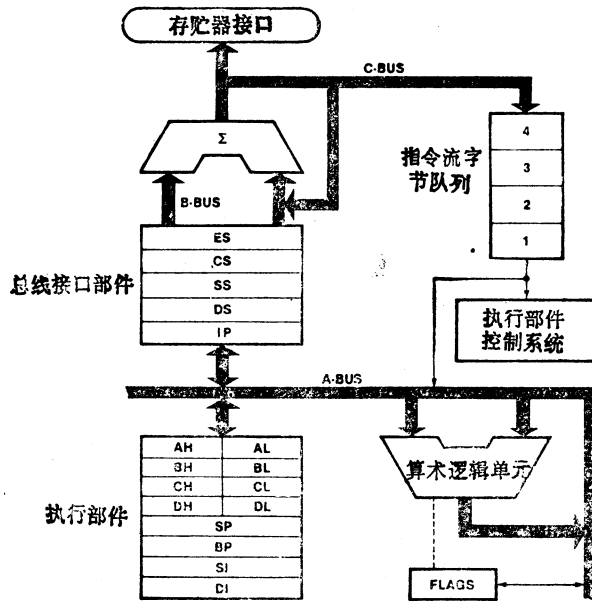 存贮器接口
C-BUS
Σ
4
3
2
1
指令流字
节队列
B-BUS
ES
CS
SS
DS
IP
总线接口部件
执行部件
控制系统
A-BUS
AH AL
BH BL
CH CL
DH DL
SP
BP
SI
DI
执行部件
算术逻辑单元
FLAGS